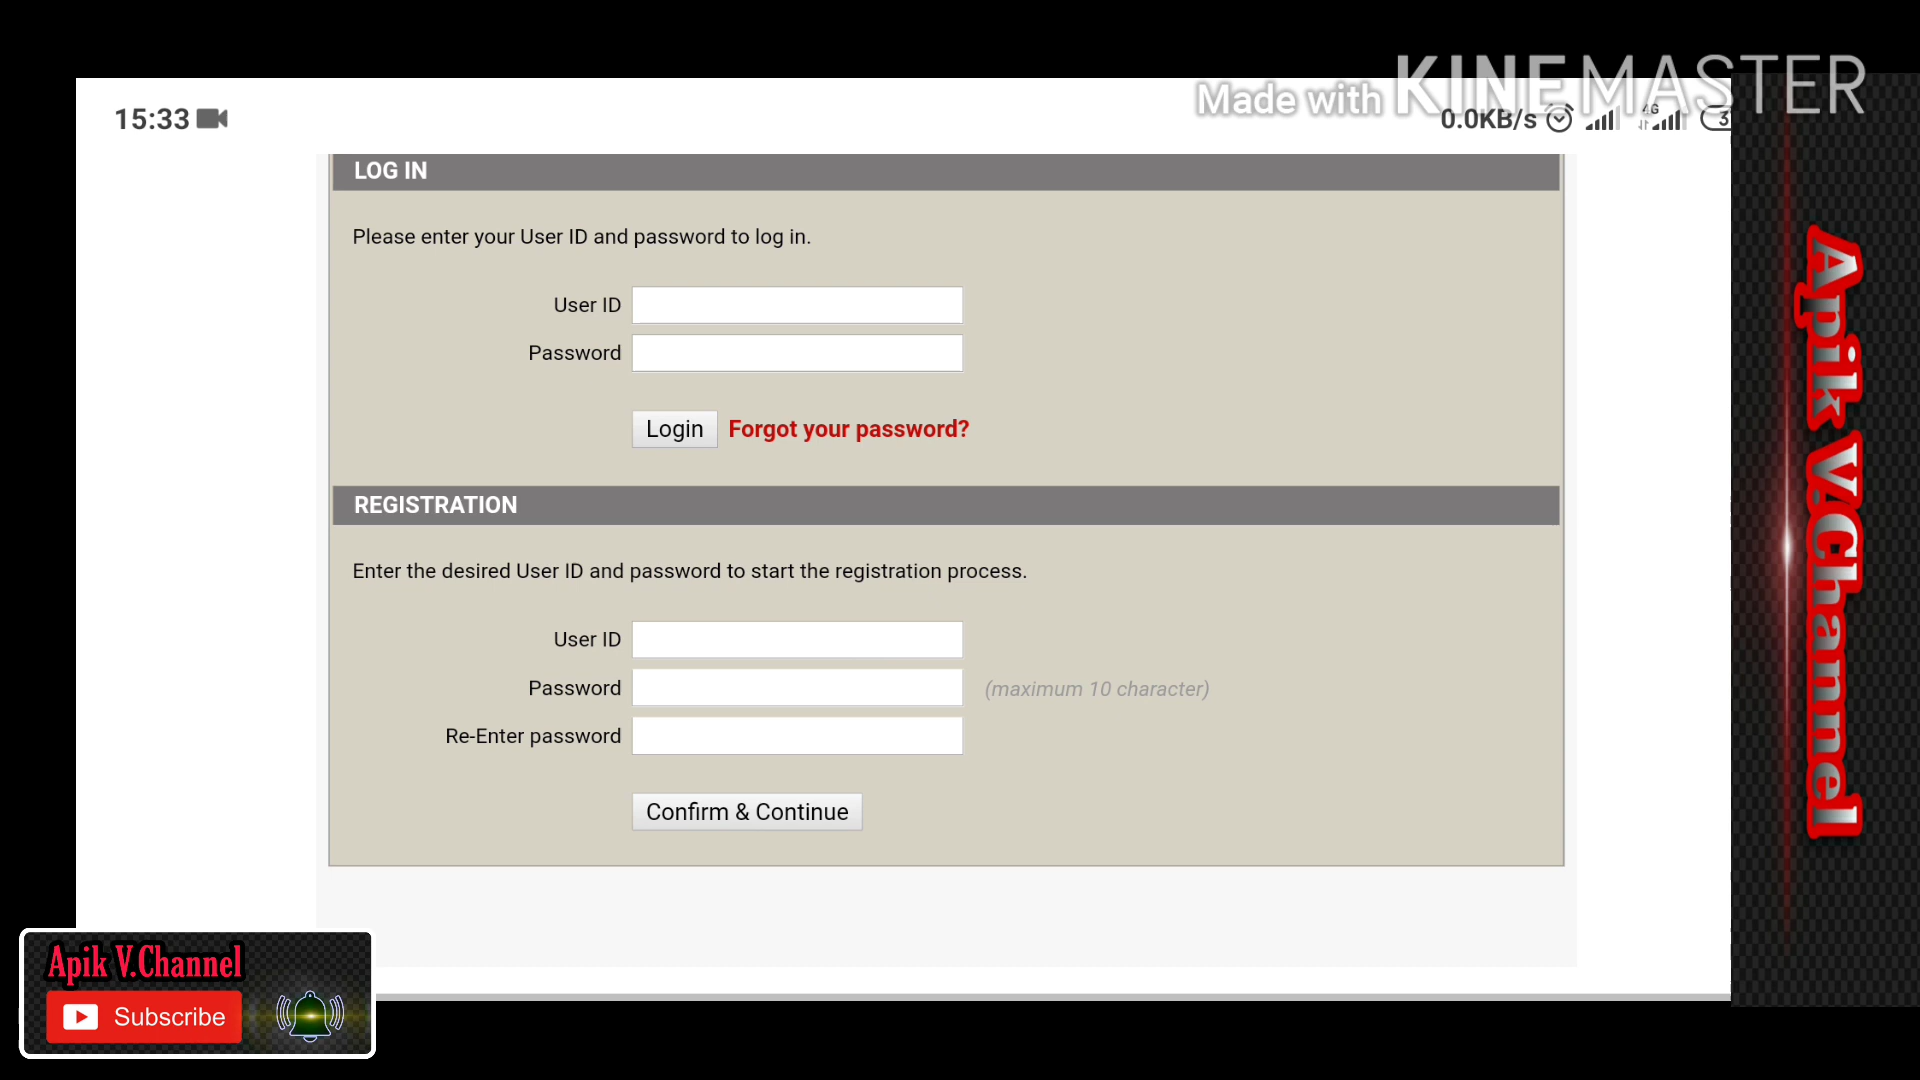 Made with KINEMASTER
15:33
0.0KB/s
4G
3
LOG IN
Please enter your User ID and password to log in.
User ID
Password
Login Forgot your password?
REGISTRATION
Enter the desired User ID and password to start the registration process.
User ID
Password (maximum 10 character)
Re-Enter password
Confirm & Continue
Apik V.Channel
Apik V.Channel
Subscribe